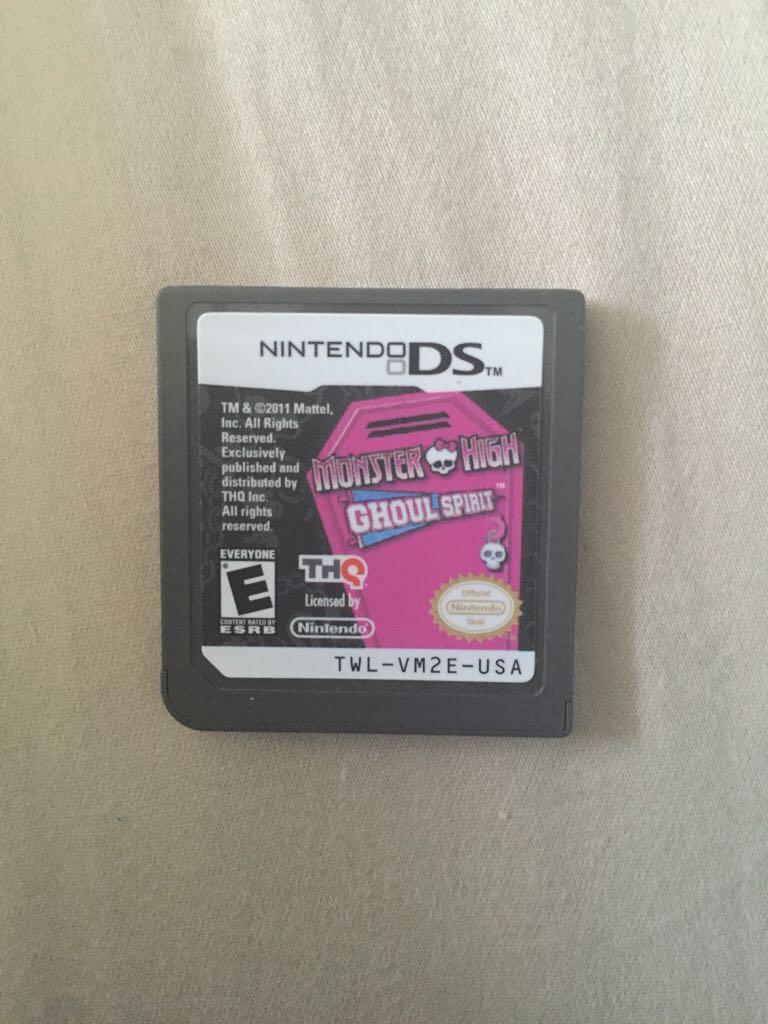 NINTENDO DS TM
TM & ©2011 Mattel,
Inc. All Rights
Reserved.
Exclusively
published and
distributed by
THQ Inc.
All rights
reserved.
MONSTER HIGH
GHOUL SPIRIT ™
EVERYONE
E
CONTENT RATED BY
ESRB
THQ
Licensed by
Nintendo
Official
Nintendo
Seal
TWL-VM2E-USA